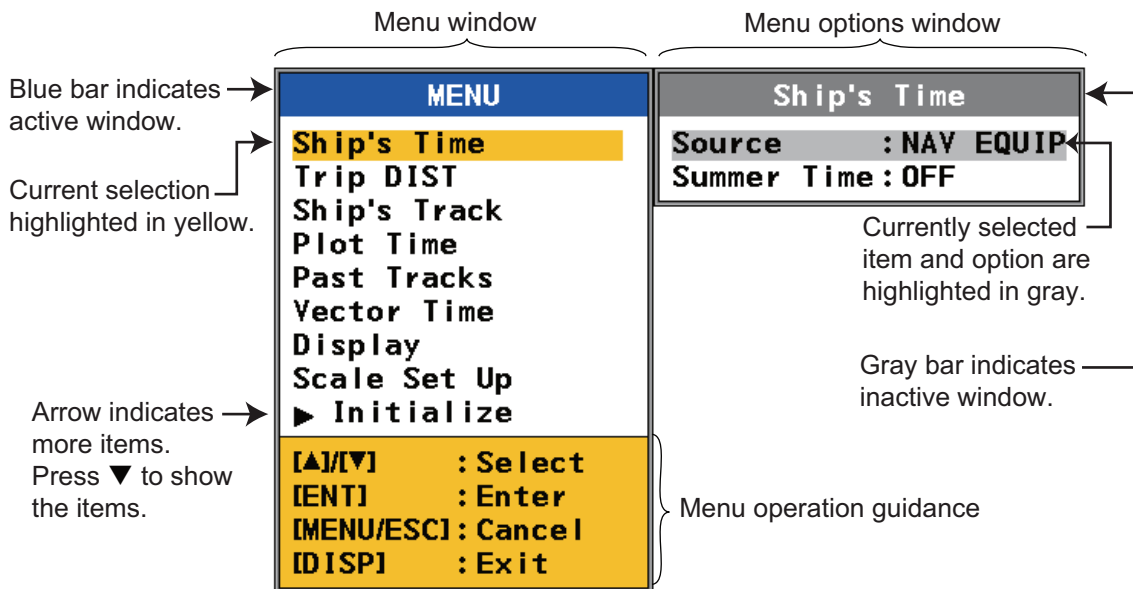 Menu window
Menu options window
Blue bar indicates
active window.
Current selection
highlighted in yellow.
Arrow indicates
more items.
Press ▼ to show
the items.
MENU
Ship's Time
Trip DIST
Ship's Track
Plot Time
Past Tracks
Vector Time
Display
Scale Set Up
▶ Initialize
[▲]/[▼] :Select
[ENT] :Enter
[MENU/ESC]:Cancel
[DISP] :Exit
Ship's Time
Source :NAV EQUIP
Summer Time:OFF
Currently selected
item and option are
highlighted in gray.
Gray bar indicates
inactive window.
Menu operation guidance